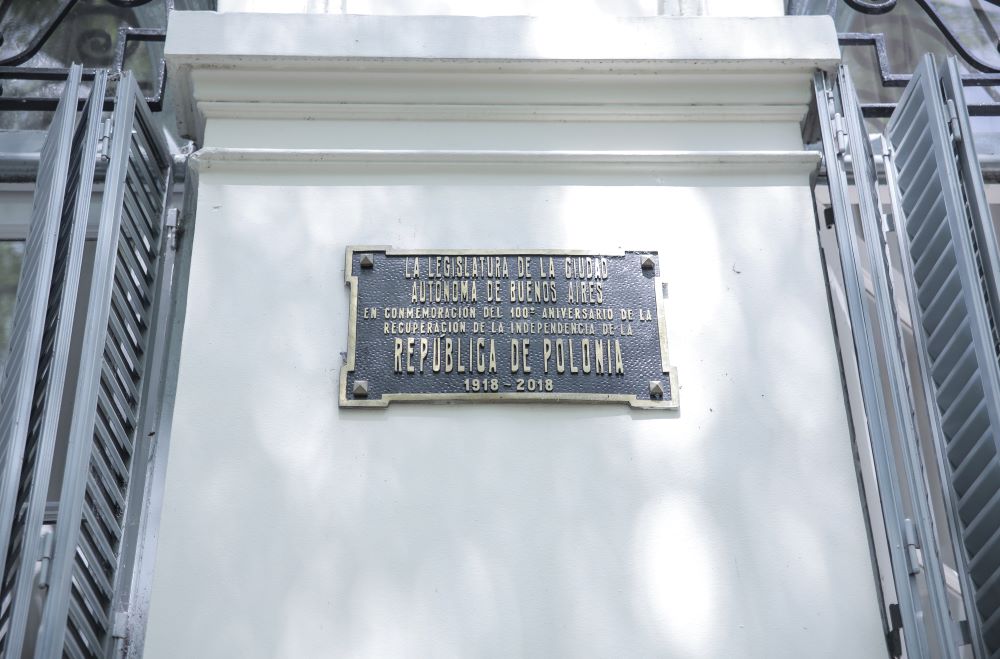 LA LEGISLATURA DE LA CIUDAD
AUTÓNOMA DE BUENOS AIRES
EN CONMEMORACIÓN DEL 100º ANIVERSARIO DE LA
RECUPERACIÓN DE LA INDEPENDENCIA DE LA
REPÚBLICA DE POLONIA
1918 - 2018